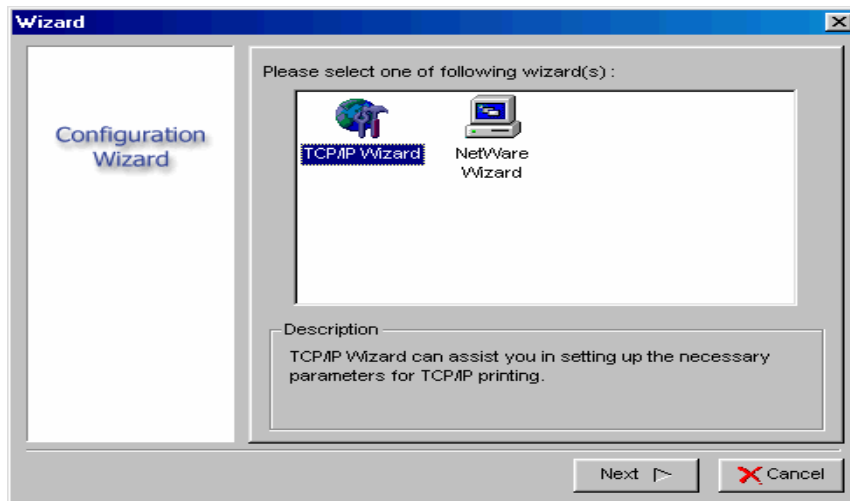 Wizard
Configuration
Wizard
Please select one of following wizard(s) :
TCP/IP Wizard
NetWare
Wizard
Description
TCP/IP Wizard can assist you in setting up the necessary
parameters for TCP/IP printing.
Next
Cancel